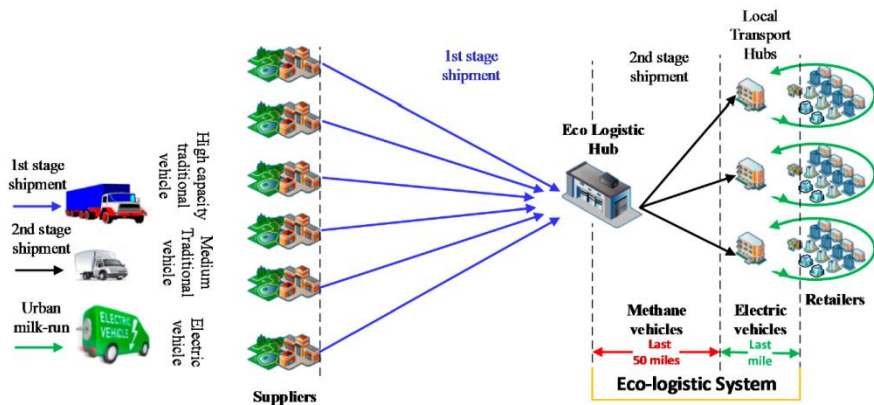 Local
Transport
Hubs
1st stage
shipment
2nd stage
shipment
Eco Logistic
Hub
1st stage
shipment
High capacity
traditional
vehicle
2nd stage
shipment
Medium
Traditional
vehicle
Urban
milk-run
ELECTRIC
VEHICLE
Electric
vehicle
Suppliers
Retailers
Methane
vehicles
Electric
vehicles
Last
50 miles
Last
mile
Eco-logistic System